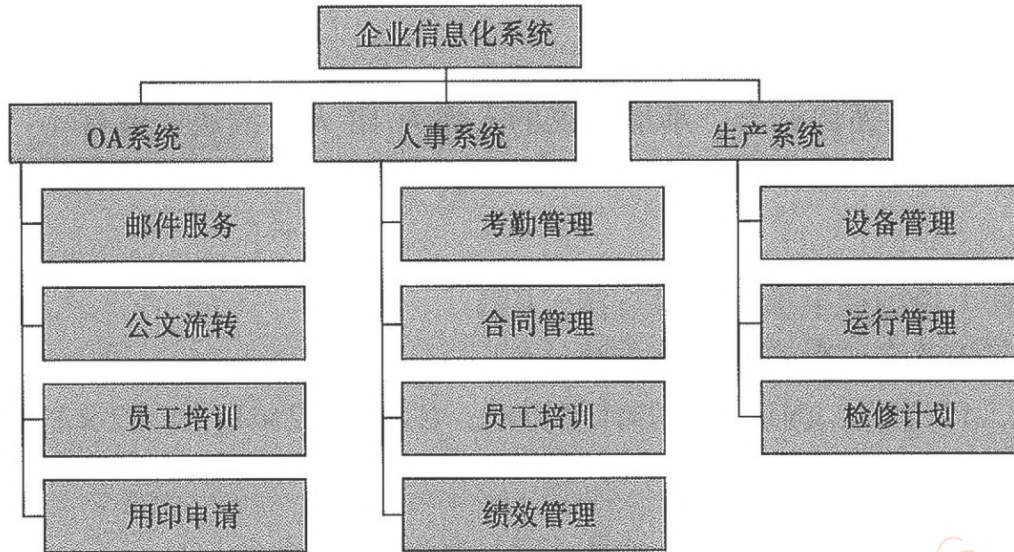 企业信息化系统
OA系统
人事系统
生产系统
邮件服务
考勤管理
设备管理
公文流转
合同管理
运行管理
员工培训
员工培训
检修计划
用印申请
绩效管理